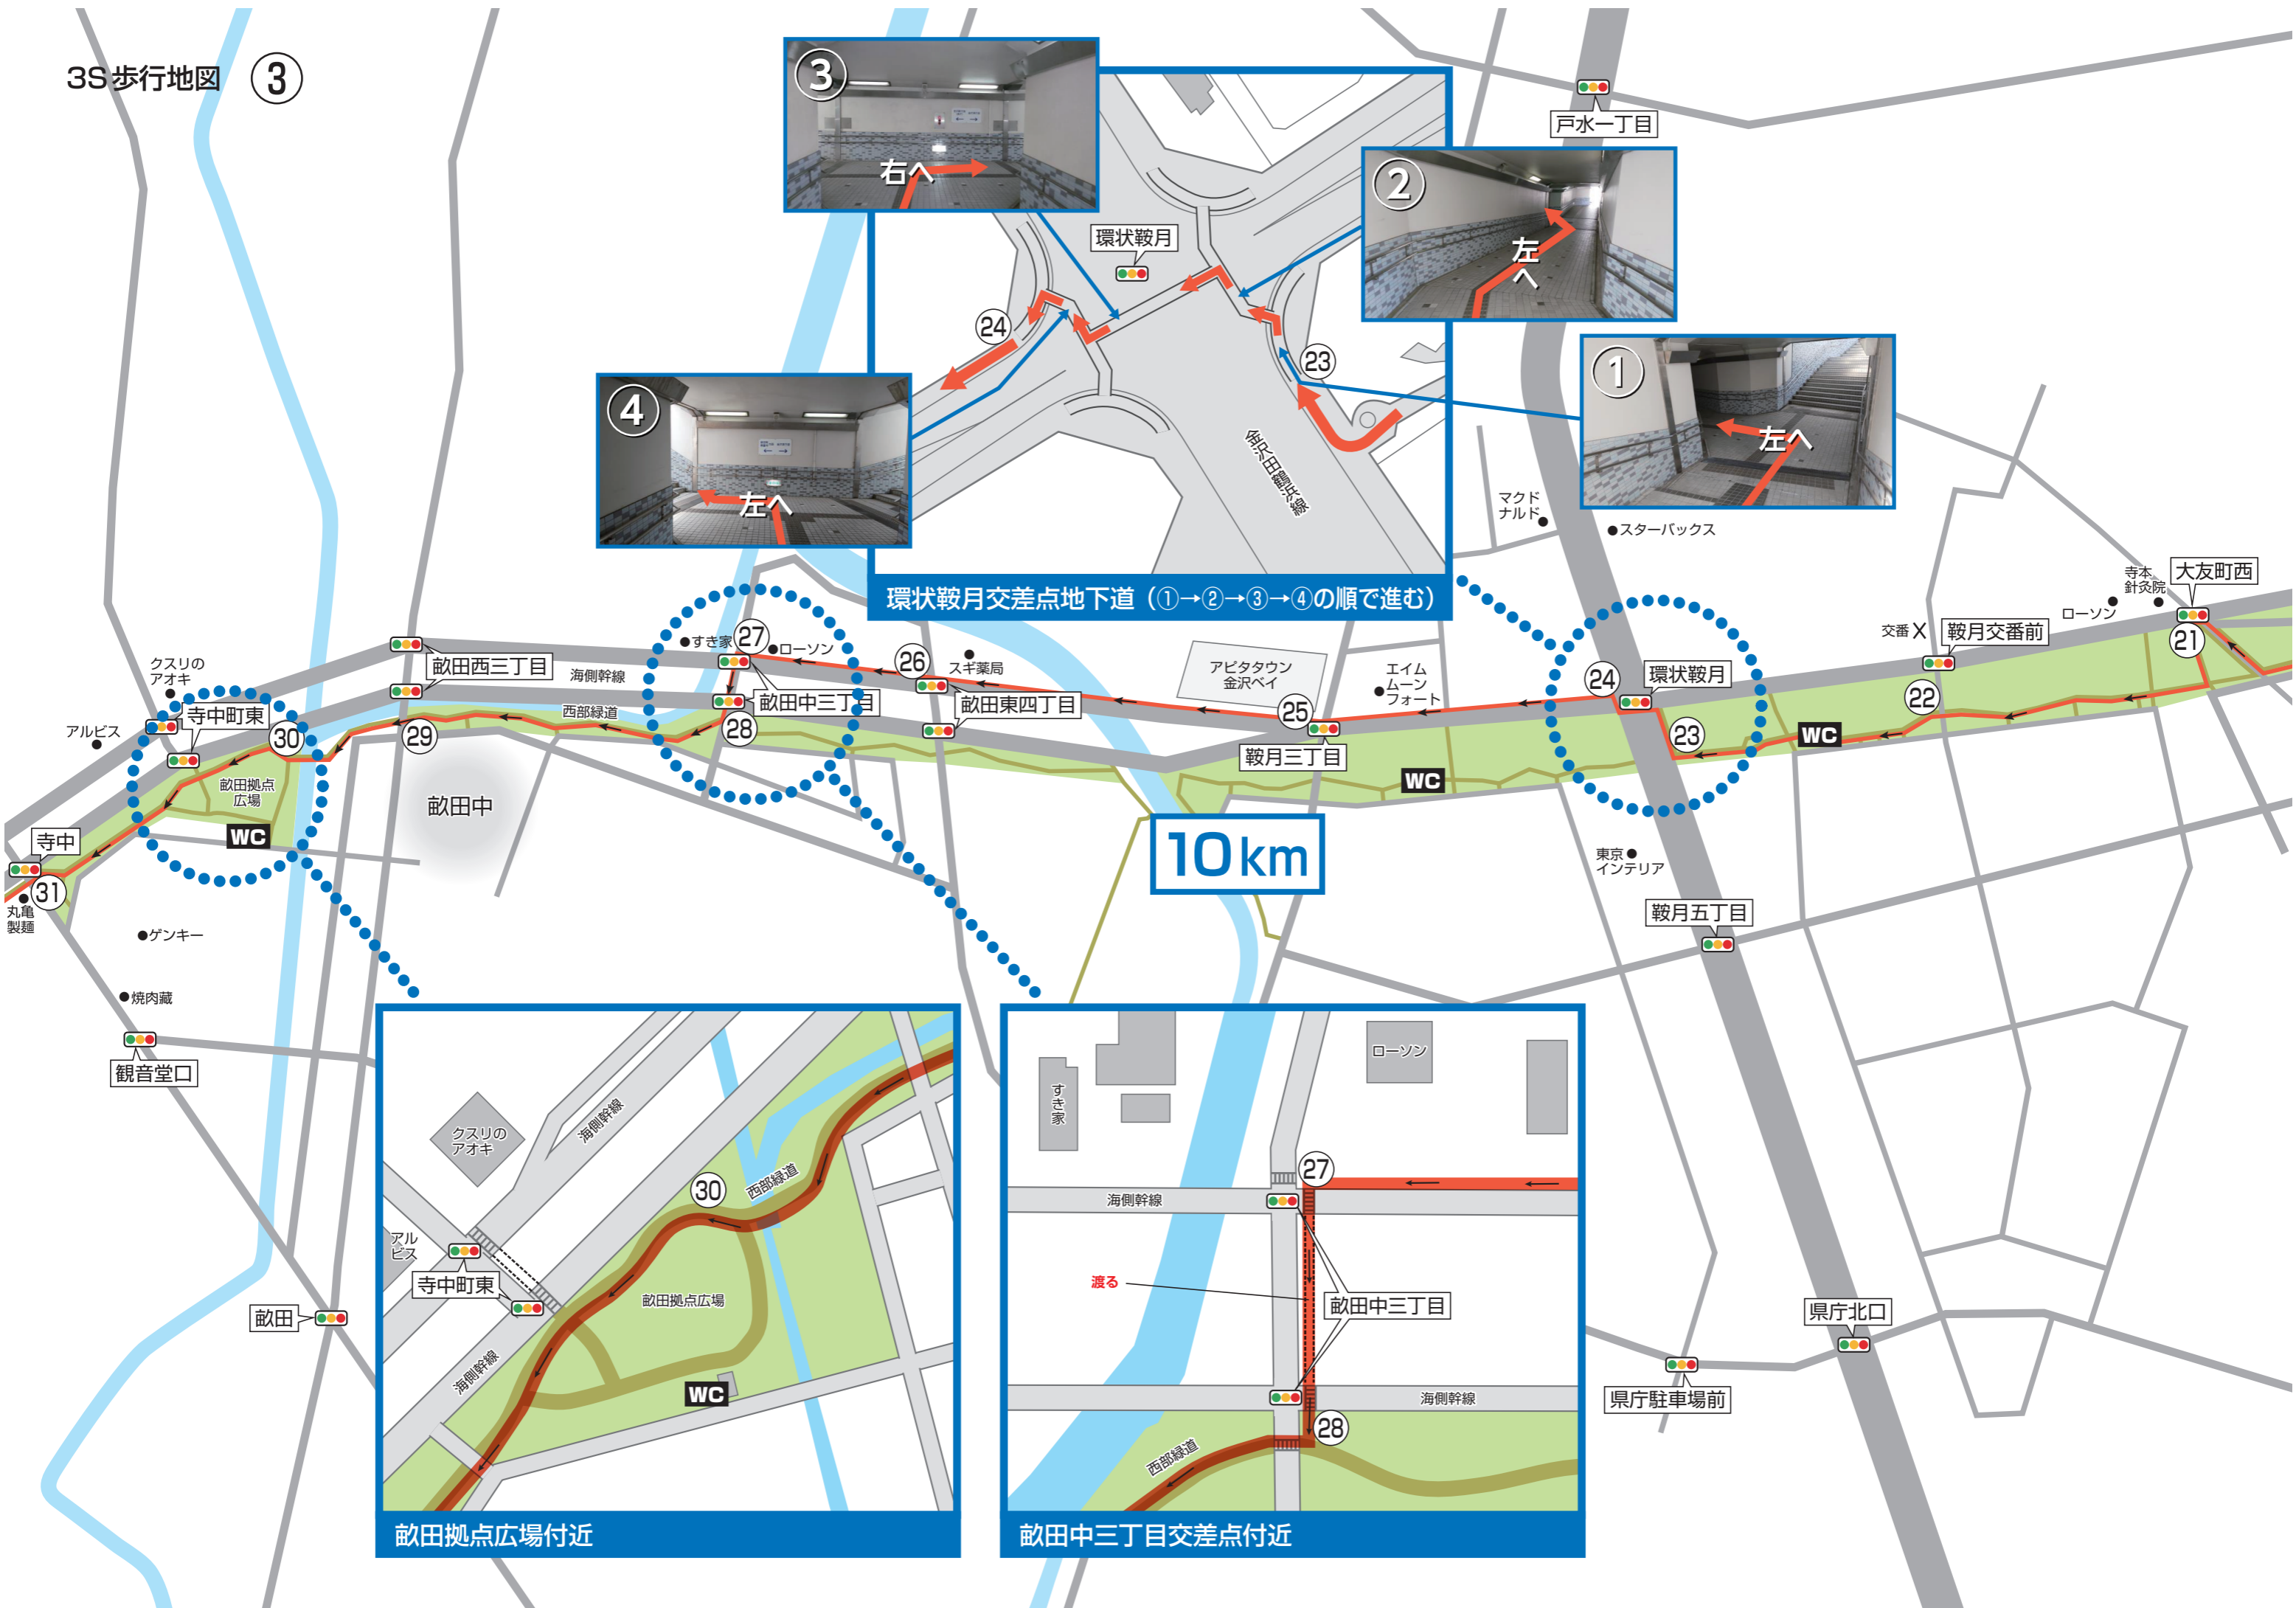 3S歩行地図 ③
③
右へ
戸水一丁目
②
左へ
環状鞍月
24
23
①
左へ
④
左へ
金沢田鶴浜線
マクド
ナルド
スターバックス
環状鞍月交差点地下道（①→②→③→④の順で進む）
寺本
針灸院
大友町西
ローソン
交番X
鞍月交番前
21
すき家
27
ローソン
26
スギ薬局
アピタタウン
金沢ベイ
エイム
ムーン
フォート
24
環状鞍月
22
クスリの
アオキ
畝田西三丁目
海側幹線
畝田中三丁目
畝田東四丁目
25
寺中町東
アルビス
30
29
西部緑道
28
鞍月三丁目
23
WC
WC
畝田拠点
広場
WC
畝田中
10km
寺中
31
丸亀
製麺
東京
インテリア
鞍月五丁目
ゲンキー
焼肉蔵
観音堂口
畝田
クスリの
アオキ
海側幹線
30
西部緑道
アル
ビス
寺中町東
畝田拠点広場
海側幹線
WC
畝田拠点広場付近
すき家
ローソン
27
海側幹線
渡る
畝田中三丁目
海側幹線
28
西部緑道
畝田中三丁目交差点付近
県庁北口
県庁駐車場前